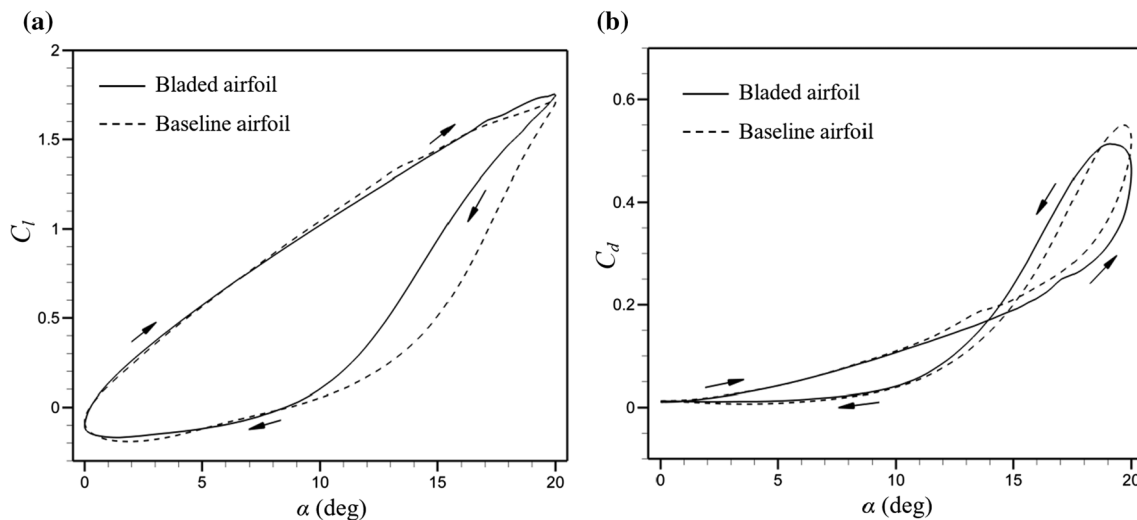 (a)
2
1.5
1
0.5
0
C_l
Bladed airfoil
Baseline airfoil
0 5 10 15 20
α (deg)
(b)
0.6
0.4
0.2
0
C_d
Bladed airfoil
Baseline airfoil
0 5 10 15 20
α (deg)